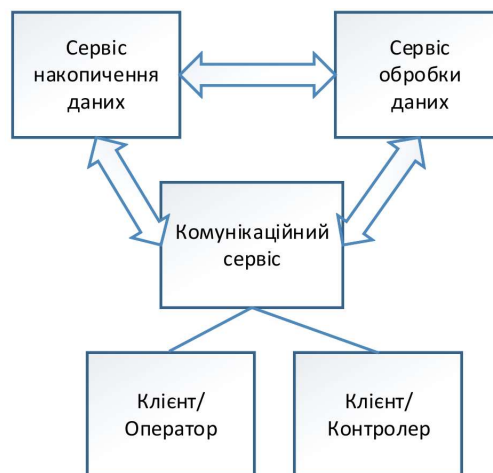 Сервіс
накопичення
даних
Сервіс
обробки
даних
Комунікаційний
сервіс
Клієнт/
Оператор
Клієнт/
Контролер